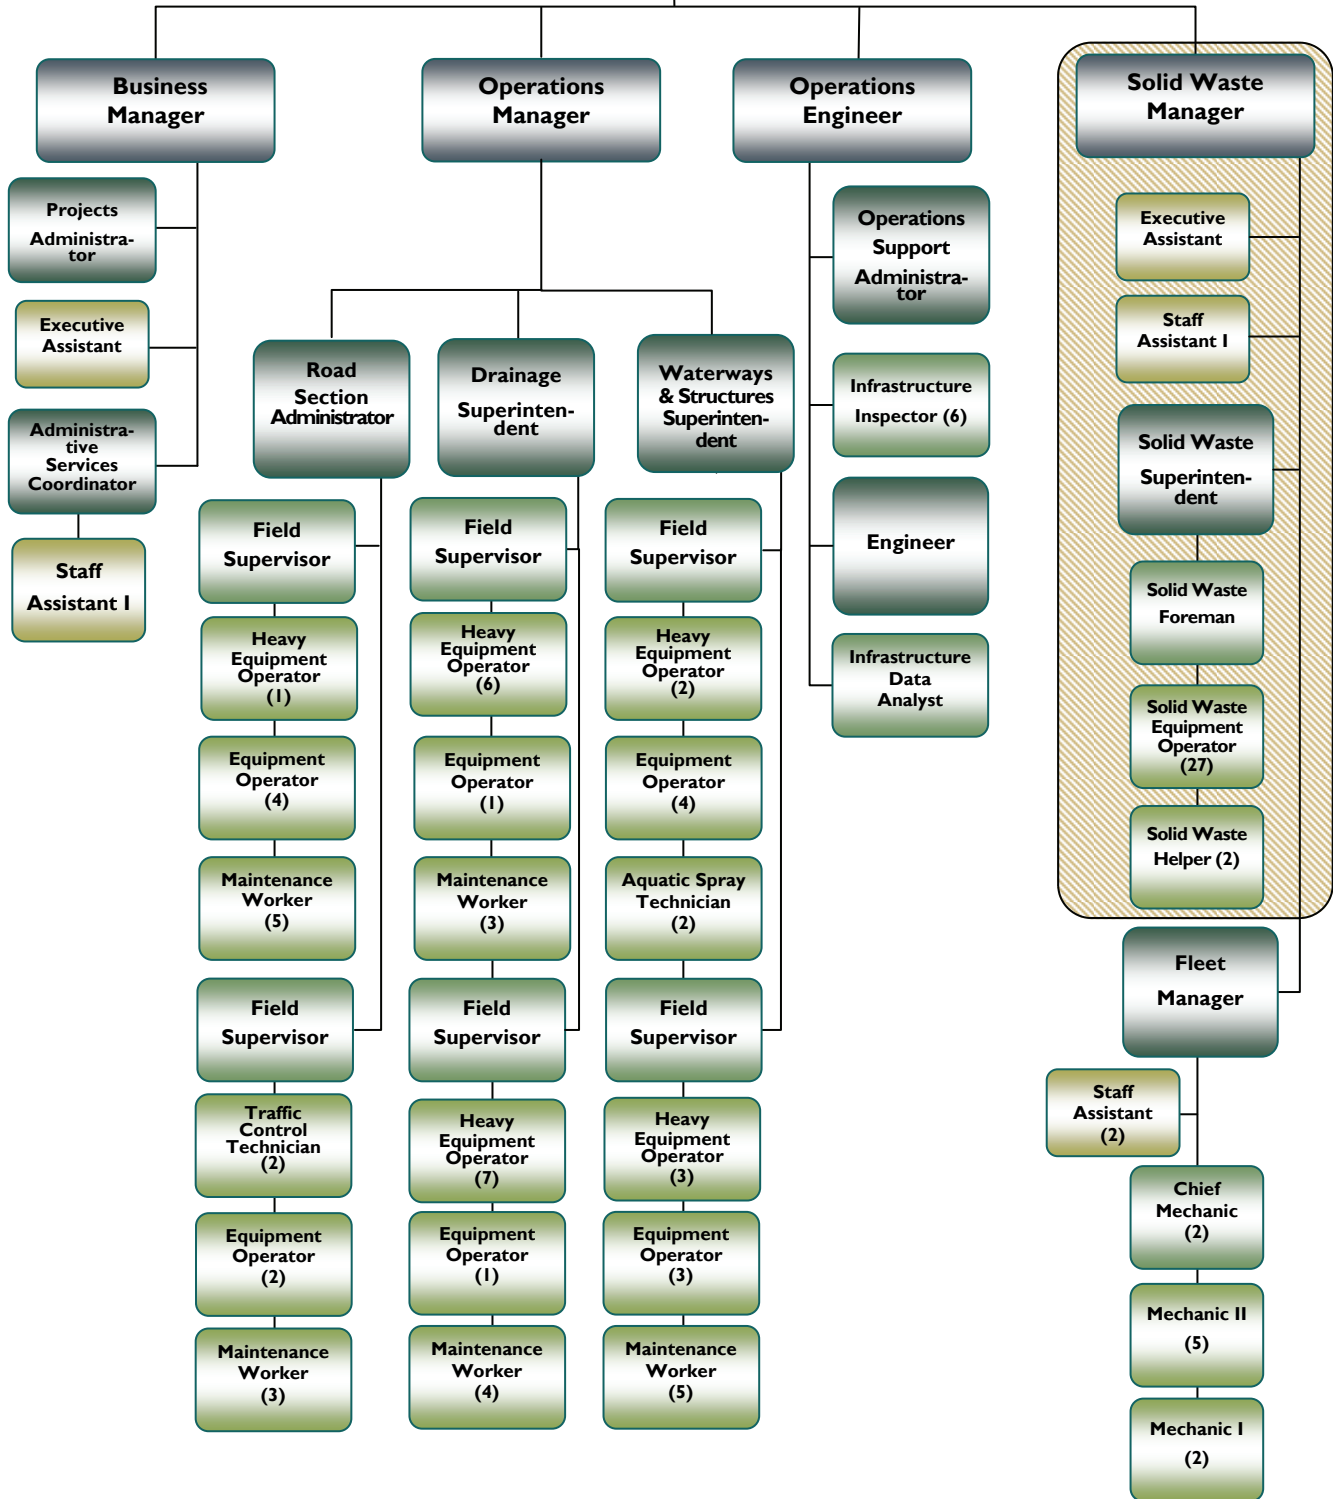 Business
Manager
Operations
Manager
Operations
Engineer
Solid Waste
Manager
Projects
Administra-
tor
Executive
Assistant
Administra-
tive
Services
Coordinator
Staff
Assistant I
Road
Section
Administrator
Field
Supervisor
Heavy
Equipment
Operator
(1)
Equipment
Operator
(4)
Maintenance
Worker
(5)
Field
Supervisor
Traffic
Control
Technician
(2)
Equipment
Operator
(2)
Maintenance
Worker
(3)
Drainage
Superinten-
dent
Field
Supervisor
Heavy
Equipment
Operator
(6)
Equipment
Operator
(1)
Maintenance
Worker
(3)
Field
Supervisor
Heavy
Equipment
Operator
(7)
Equipment
Operator
(1)
Maintenance
Worker
(4)
Waterways
& Structures
Superinten-
dent
Field
Supervisor
Heavy
Equipment
Operator
(2)
Equipment
Operator
(4)
Aquatic Spray
Technician
(2)
Field
Supervisor
Heavy
Equipment
Operator
(3)
Equipment
Operator
(3)
Maintenance
Worker
(5)
Operations
Support
Administra-
tor
Infrastructure
Inspector (6)
Engineer
Infrastructure
Data
Analyst
Executive
Assistant
Staff
Assistant I
Solid Waste
Superinten-
dent
Solid Waste
Foreman
Solid Waste
Equipment
Operator
(27)
Solid Waste
Helper (2)
Fleet
Manager
Staff
Assistant
(2)
Chief
Mechanic
(2)
Mechanic II
(5)
Mechanic I
(2)